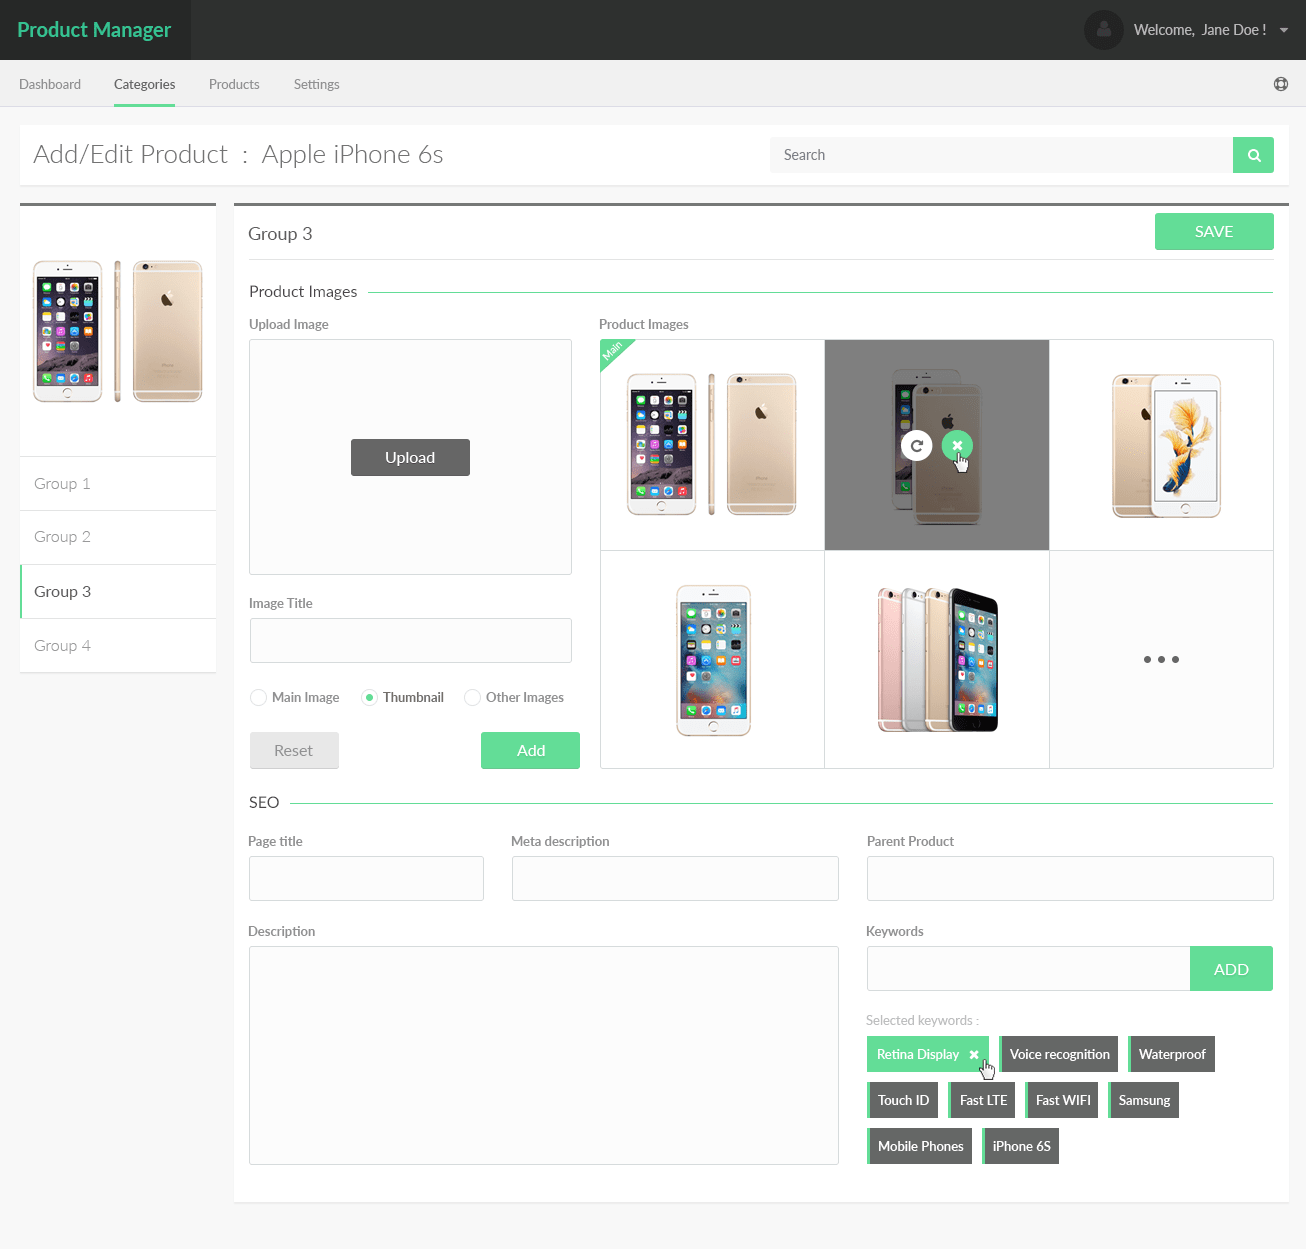 Product Manager
Welcome, Jane Doe !
Dashboard Categories Products Settings
Add/Edit Product : Apple iPhone 6s
Search
Group 3
SAVE
Product Images
Upload Image
Product Images
Main
Upload
Group 1
Group 2
Group 3
Group 4
Image Title
Main Image Thumbnail Other Images
Reset
Add
SEO
Page title
Meta description
Parent Product
Description
Keywords
ADD
Selected keywords :
Retina Display Voice recognition Waterproof
Touch ID Fast LTE Fast WIFI Samsung
Mobile Phones iPhone 6S